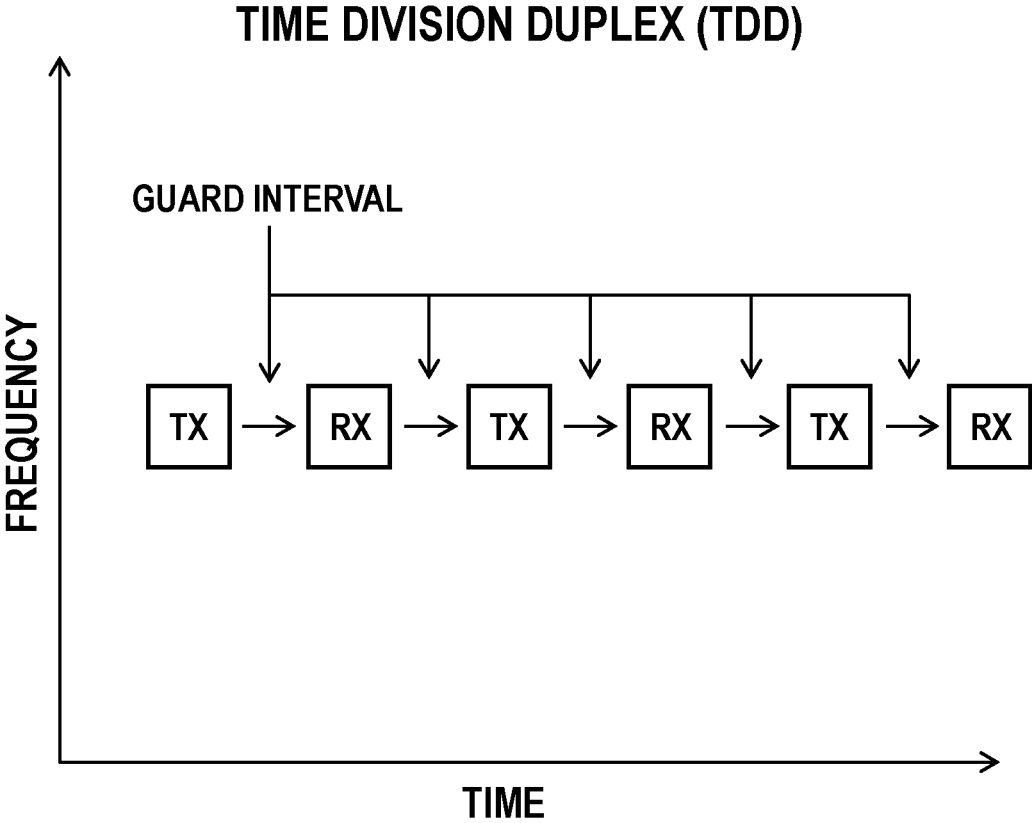 TIME DIVISION DUPLEX (TDD)
GUARD INTERVAL
FREQUENCY
TX RX TX RX TX RX
TIME